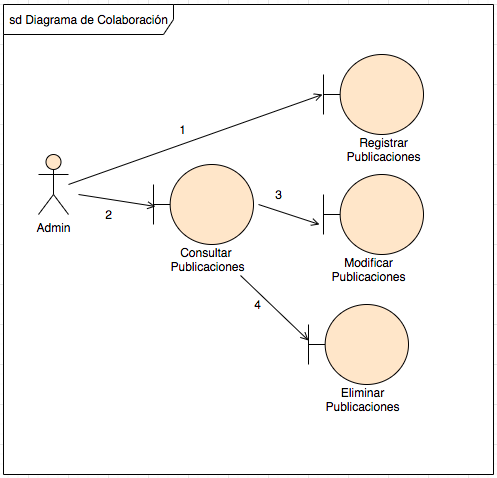 sd Diagrama de Colaboración
1
Registrar
Publicaciones
Admin
2
Consultar
Publicaciones
3
Modificar
Publicaciones
4
Eliminar
Publicaciones